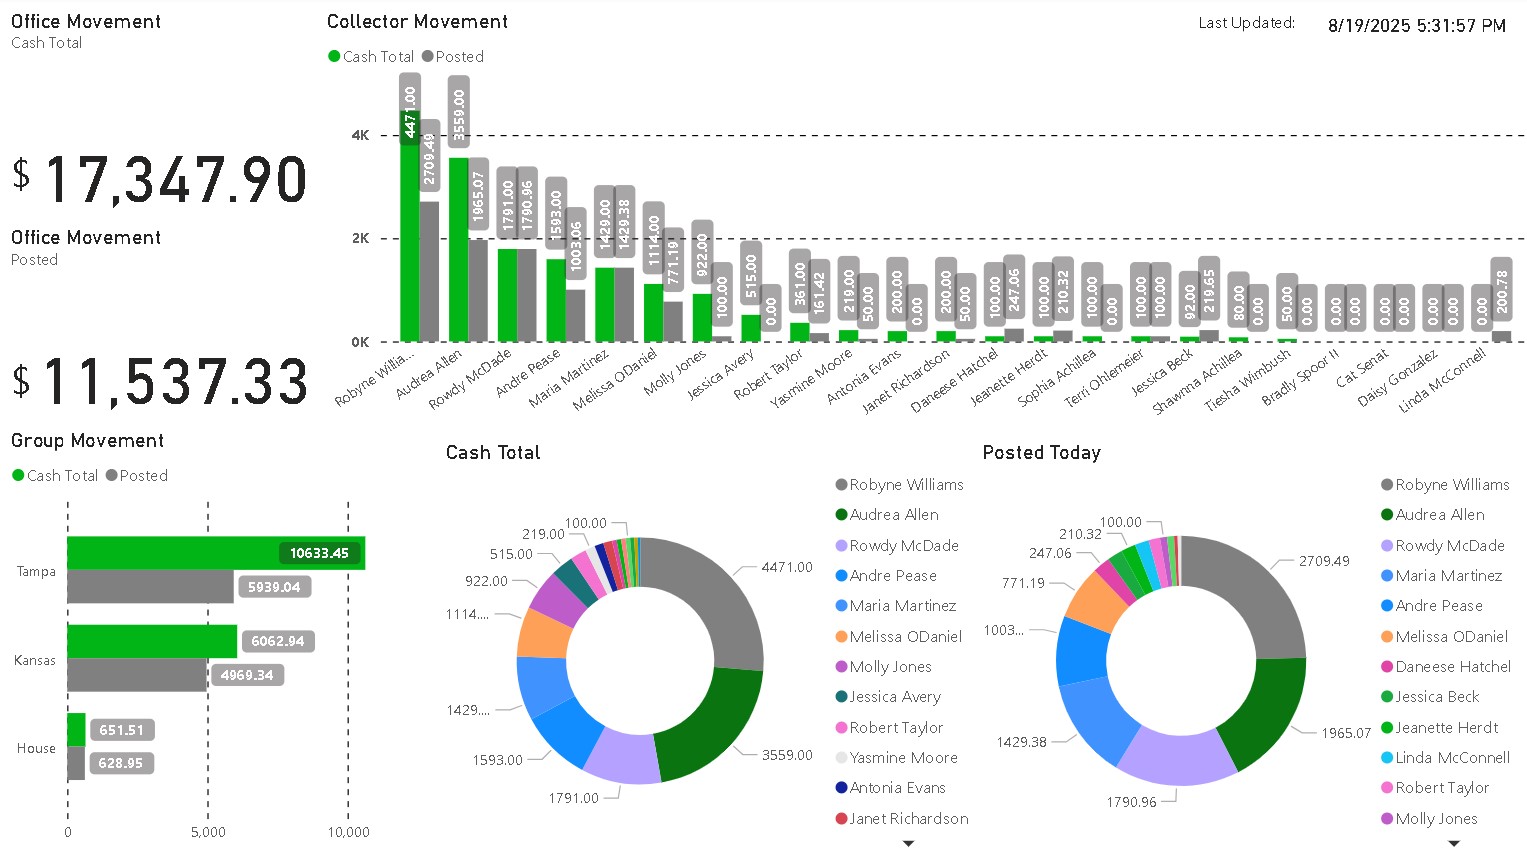 Office Movement
Cash Total
$ 17,347.90
Office Movement
Posted
$ 11,537.33
Collector Movement
Cash Total Posted
Last Updated: 8/19/2025 5:31:57 PM
4K
2K
0K
4471.00 2709.49
3559.00 1965.07
1791.00 1790.96
1593.00 1003.06
1429.00 1429.38
1114.00 771.19
922.00 100.00
515.00 0.00
361.00 161.42
219.00 50.00
200.00 0.00
200.00 50.00
100.00 247.06
100.00 210.32
100.00 0.00
100.00 100.00
92.00 219.65
80.00 0.00
50.00 0.00
0.00 0.00
0.00 0.00
0.00 0.00
0.00 200.78
Robyne Willia...
Audrea Allen
Rowdy McDade
Andre Pease
Maria Martinez
Melissa ODaniel
Molly Jones
Jessica Avery
Robert Taylor
Yasmine Moore
Antonia Evans
Janet Richardson
Daneese Hatchel
Jeanette Herdt
Sophia Achillea
Terri Ohlemeier
Jessica Beck
Shawnna Achillea
Tiesha Wimbush
Bradly Spoor II
Cat Senat
Daisy Gonzalez
Linda McConnell
Group Movement
Cash Total Posted
Tampa
10633.45
5939.04
Kansas
6062.94
4969.34
House
651.51
628.95
0 5,000 10,000
Cash Total
100.00
219.00
515.00
922.00
1114....
1429....
1593.00
1791.00
3559.00
4471.00
Robyne Williams
Audrea Allen
Rowdy McDade
Andre Pease
Maria Martinez
Melissa ODaniel
Molly Jones
Jessica Avery
Robert Taylor
Yasmine Moore
Antonia Evans
Janet Richardson
Posted Today
100.00
210.32
247.06
771.19
1003...
1429.38
1790.96
1965.07
2709.49
Robyne Williams
Audrea Allen
Rowdy McDade
Maria Martinez
Andre Pease
Melissa ODaniel
Daneese Hatchel
Jessica Beck
Jeanette Herdt
Linda McConnell
Robert Taylor
Molly Jones